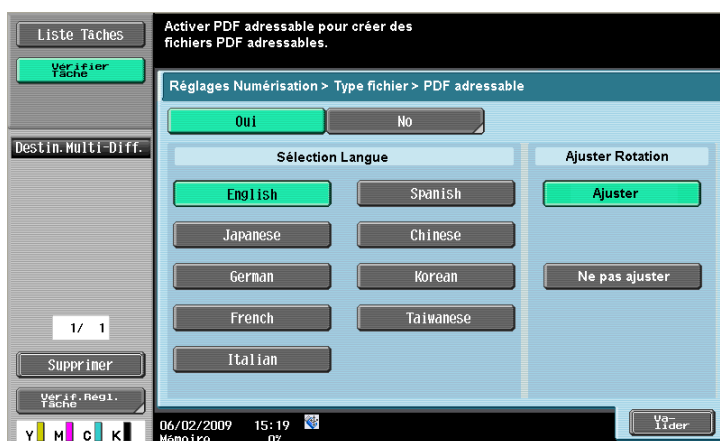 Liste Tâches
Vérifier
Tâche
Destin.Multi-Diff.
1/ 1
Supprimer
Vérif.Régl.
Tâche
Y M C K
Activer PDF adressable pour créer des
fichiers PDF adressables.
Réglages Numérisation > Type fichier > PDF adressable
Oui No
Sélection Langue
Ajuster Rotation
English Spanish
Ajuster
Japanese Chinese
German Korean
Ne pas ajuster
French Taiwanese
Italian
06/02/2009 15:19
Mémoire 0%
Va-
lider